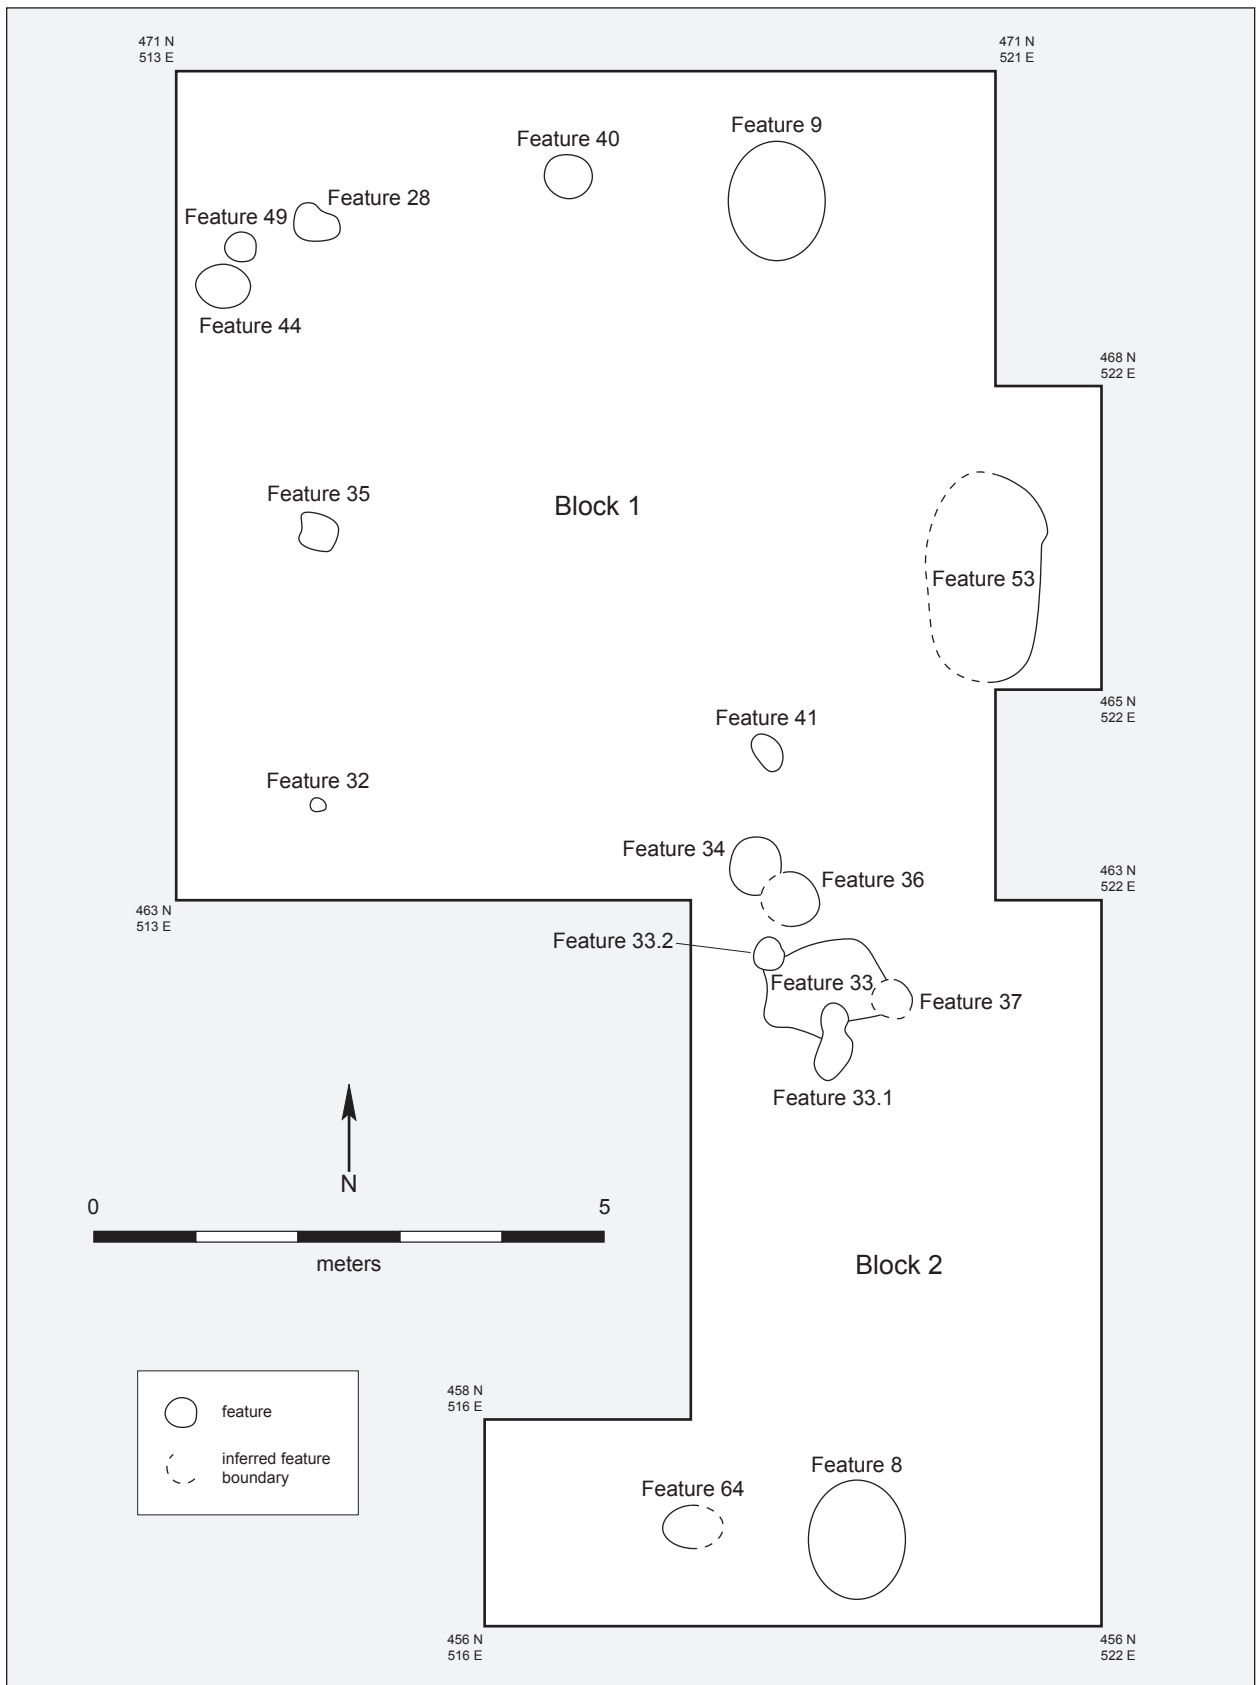 471 N
513 E
471 N
521 E
Feature 9
Feature 40
Feature 28
Feature 49
Feature 44
468 N
522 E
Feature 35
Block 1
Feature 53
465 N
522 E
Feature 41
Feature 32
Feature 34
Feature 36
463 N
522 E
463 N
513 E
Feature 33.2
Feature 33
Feature 37
Feature 33.1
N
0
5
meters
Block 2
458 N
516 E
feature
inferred feature
boundary
Feature 8
Feature 64
456 N
516 E
456 N
522 E